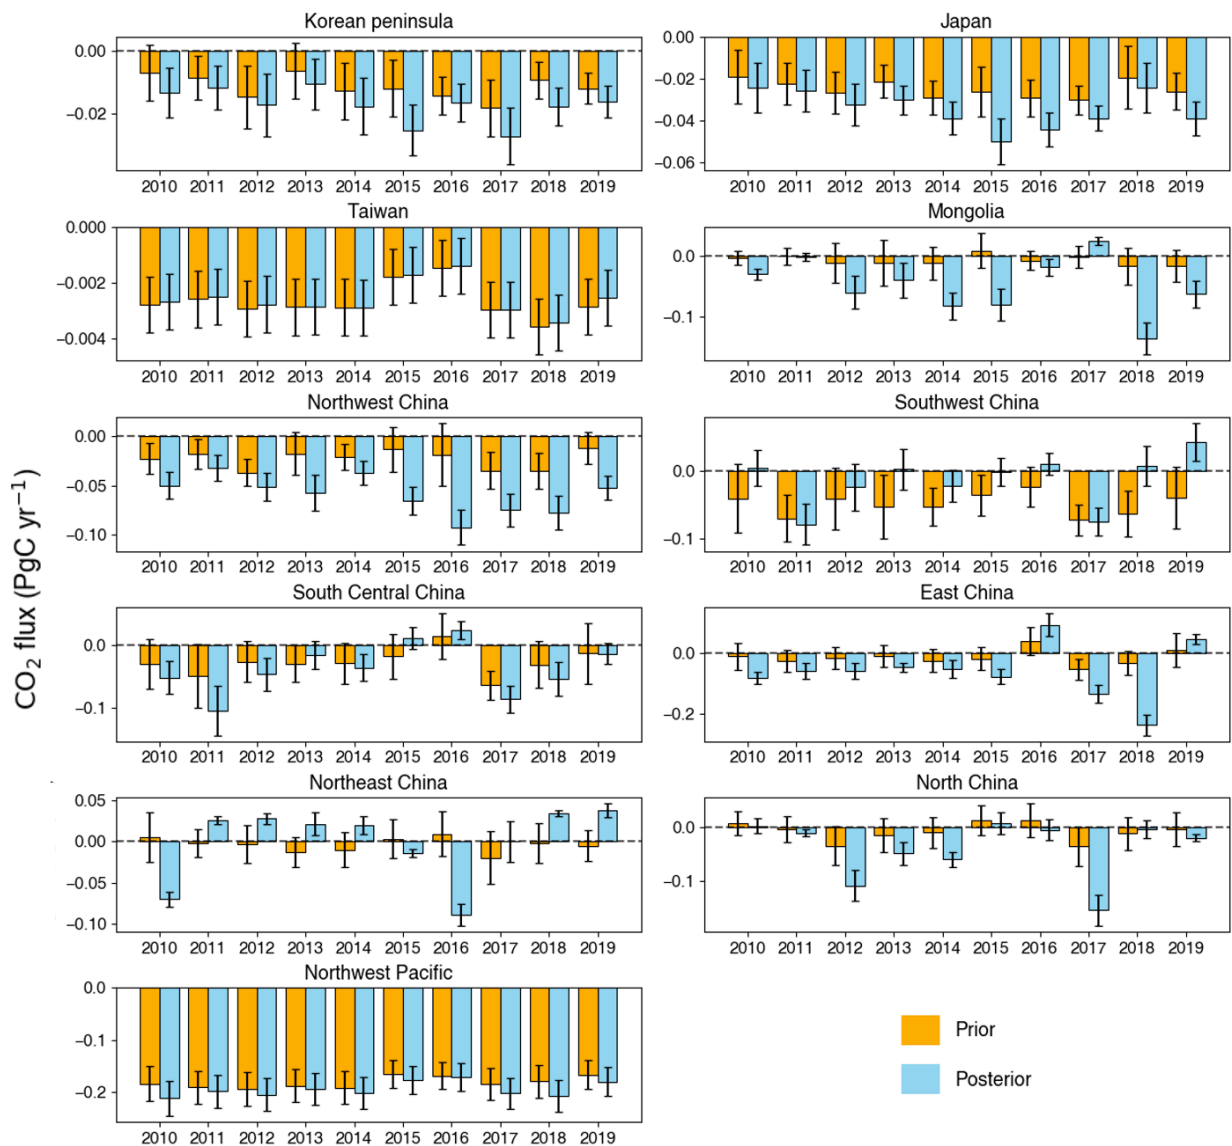 Korean peninsula
0.00
−0.02
2010 2011 2012 2013 2014 2015 2016 2017 2018 2019
Japan
0.00
−0.02
−0.04
−0.06
2010 2011 2012 2013 2014 2015 2016 2017 2018 2019
Taiwan
0.000
−0.002
−0.004
2010 2011 2012 2013 2014 2015 2016 2017 2018 2019
Mongolia
0.0
−0.1
2010 2011 2012 2013 2014 2015 2016 2017 2018 2019
Northwest China
0.00
−0.05
−0.10
2010 2011 2012 2013 2014 2015 2016 2017 2018 2019
Southwest China
0.0
−0.1
2010 2011 2012 2013 2014 2015 2016 2017 2018 2019
CO₂ flux (PgC yr⁻¹)
South Central China
0.0
−0.1
2010 2011 2012 2013 2014 2015 2016 2017 2018 2019
East China
0.0
−0.2
2010 2011 2012 2013 2014 2015 2016 2017 2018 2019
Northeast China
0.05
0.00
−0.05
−0.10
2010 2011 2012 2013 2014 2015 2016 2017 2018 2019
North China
0.0
−0.1
2010 2011 2012 2013 2014 2015 2016 2017 2018 2019
Northwest Pacific
0.0
−0.1
−0.2
2010 2011 2012 2013 2014 2015 2016 2017 2018 2019
Prior
Posterior